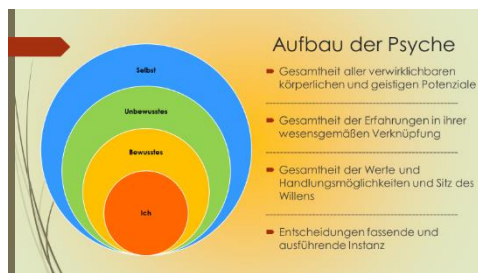 Aufbau der Psyche
Selbst
Unbewusstes
Bewusstes
Ich
Gesamtheit aller verwirklichbaren
körperlichen und geistigen Potenziale
Gesamtheit der Erfahrungen in ihrer
wesensgemäßen Verknüpfung
Gesamtheit der Werte und
Handlungsmöglichkeiten und Sitz des
Willens
Entscheidungen fassende und
ausführende Instanz